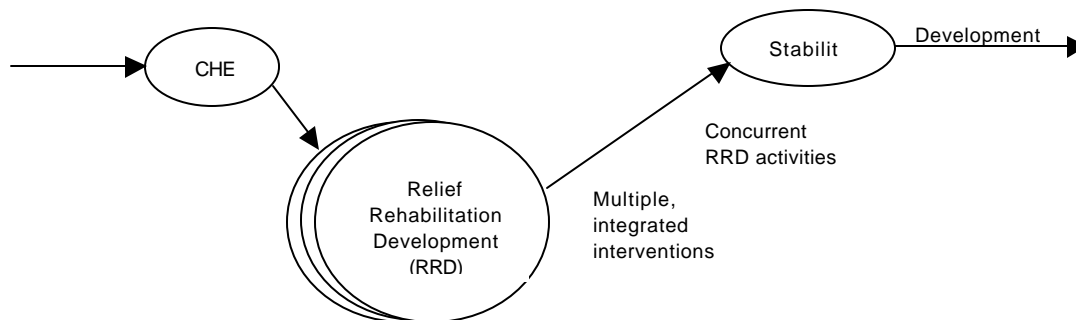 CHE
Stabilit
Development
Concurrent
RRD activities
Relief
Rehabilitation
Development
(RRD)
Multiple,
integrated
interventions